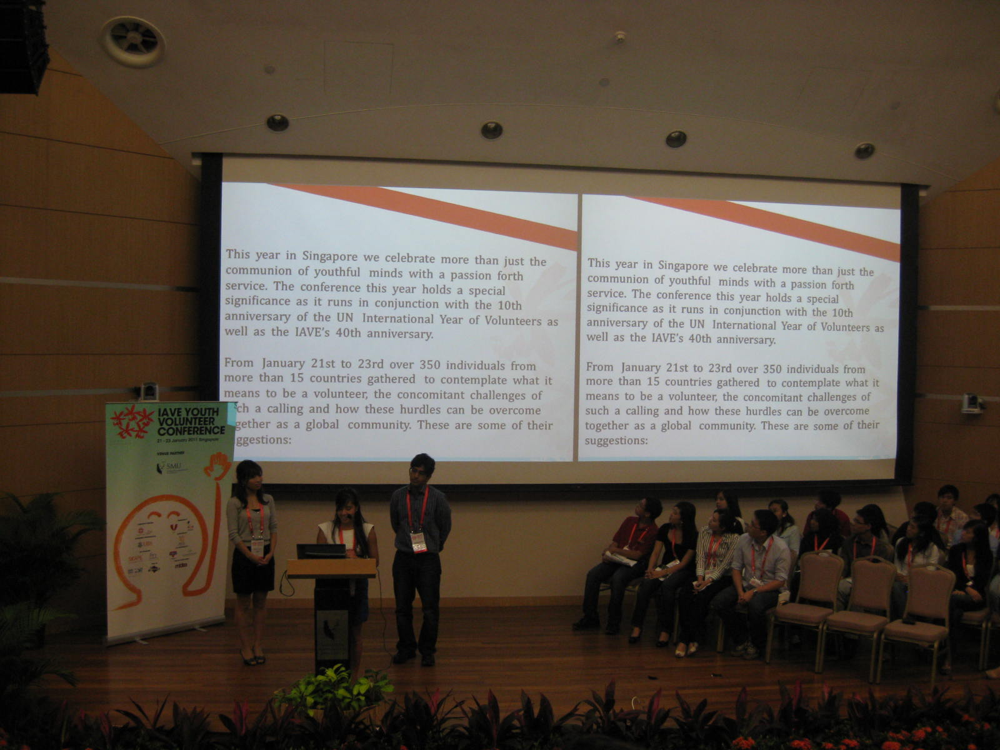 This year in Singapore we celebrate more than just the
communion of youthful minds with a passion forth
service. The conference this year holds a special
significance as it runs in conjunction with the 10th
anniversary of the UN International Year of Volunteers as
well as the IAVE's 40th anniversary.
From January 21st to 23rd over 350 individuals from
more than 15 countries gathered to contemplate what it
means to be a volunteer, the concomitant challenges of
ch a calling and how these hurdles can be overcome
gether as a global community. These are some of their
ggestions:
This year in Singapore we celebrate more than just the
communion of youthful minds with a passion forth
service. The conference this year holds a special
significance as it runs in conjunction with the 10th
anniversary of the UN International Year of Volunteers as
well as the IAVE's 40th anniversary.
From January 21st to 23rd over 350 individuals from
more than 15 countries gathered to contemplate what it
means to be a volunteer, the concomitant challenges of
such a calling and how these hurdles can be overcome
together as a global community. These are some of their
suggestions:
IAVE YOUTH
VOLUNTEER
CONFERENCE
21 - 23 January 2011 Singapore
VENUE PARTNER
SMU